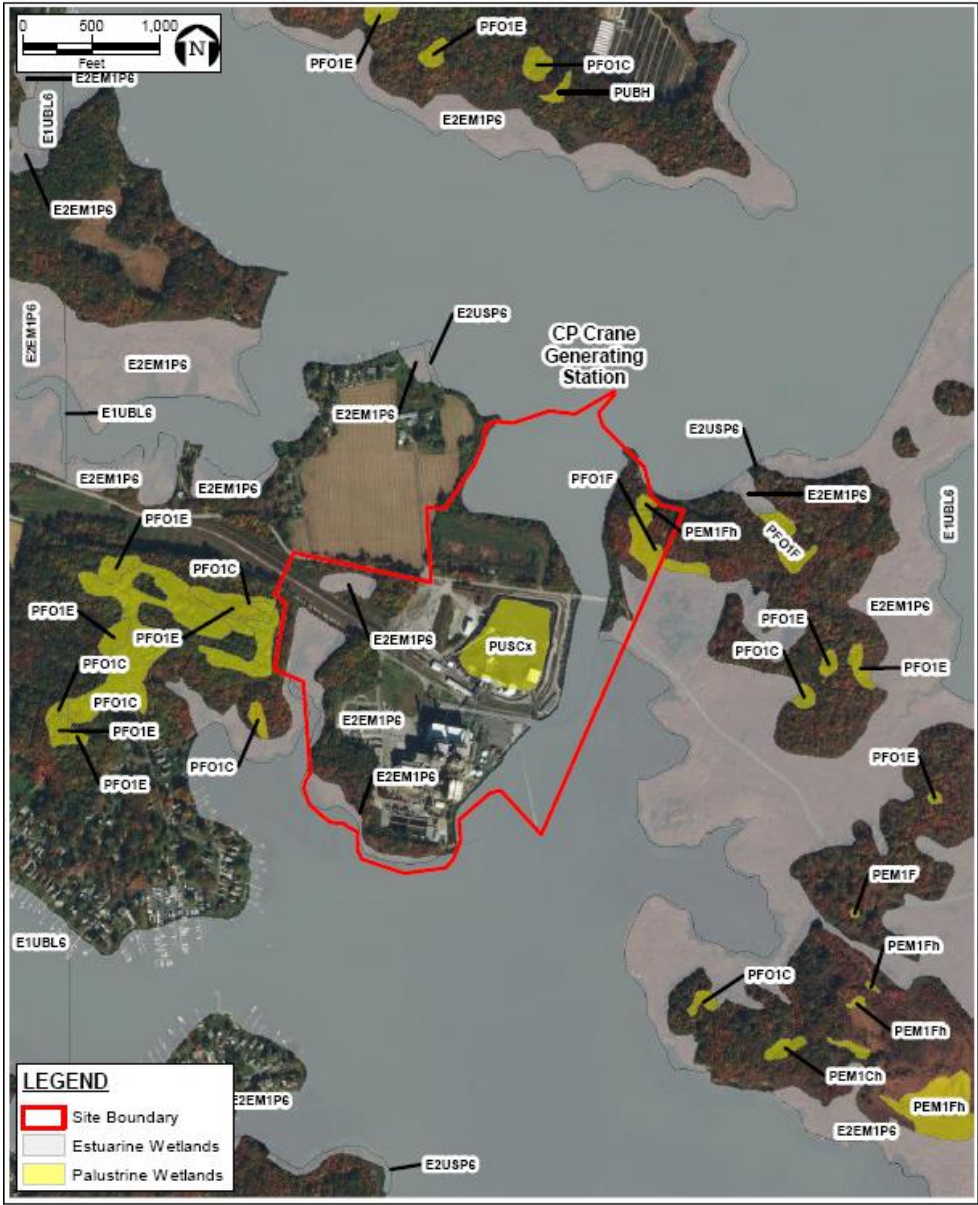 0 500 1,000
Feet
N
PFO1E
PFO1E
PFO1C
PUBH
E2EM1P6
E2EM1P6
E1UBL6
E2EM1P6
E2EM1P6
E2EM1P6
E1UBL6
E2USP6
E2EM1P6
CP Crane
Generating
Station
E2USP6
E2EM1P6
E2EM1P6
E2EM1P6
PFO1F
PEM1Fh
PFO1F
E1UBL6
PFO1E
PFO1C
PFO1E
PFO1E
PFO1C
PFO1C
PFO1E
PFO1E
PFO1C
E2EM1P6
PUSCx
E2EM1P6
E2EM1P6
E2EM1P6
PFO1E
PFO1C
PFO1E
PFO1E
PEM1F
PEM1Fh
PEM1Fh
PFO1C
PEM1Ch
PEM1Fh
E2EM1P6
E1UBL6
E2EM1P6
E2USP6
LEGEND
Site Boundary
Estuarine Wetlands
Palustrine Wetlands